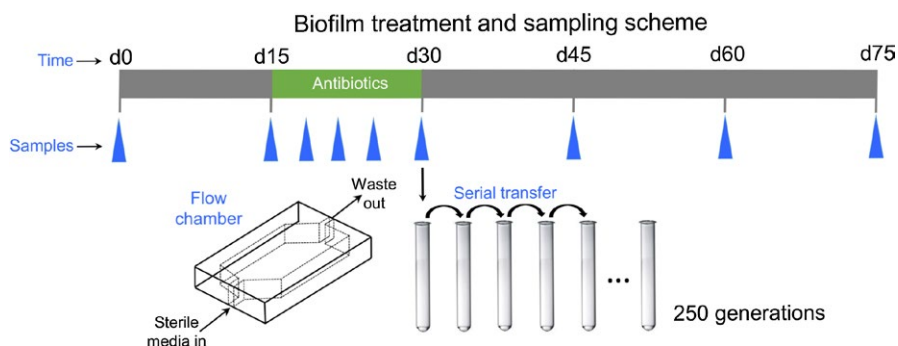 Biofilm treatment and sampling scheme
Time
d0 d15 d30 d45 d60 d75
Antibiotics
Samples
Flow
chamber
Waste
out
Sterile
media in
Serial transfer
...
250 generations